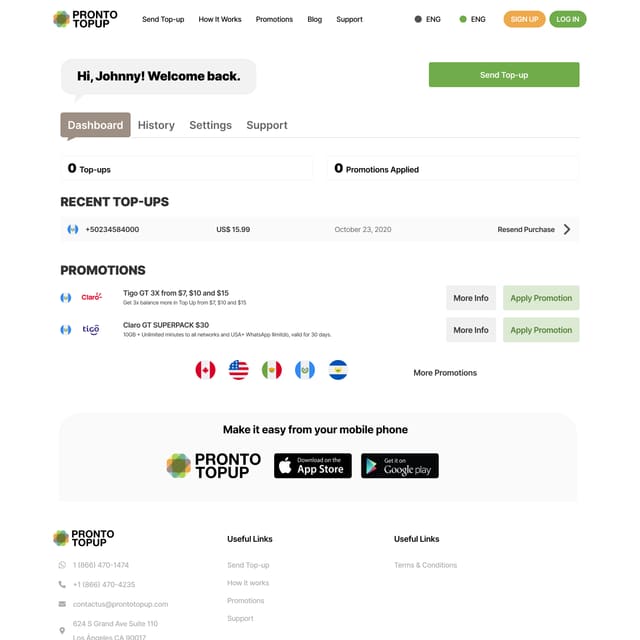 PRONTO TOPUP
Send Top-up How It Works Promotions Blog Support ENG ENG SIGN UP LOG IN
Hi, Johnny! Welcome back.
Send Top-up
Dashboard History Settings Support
0 Top-ups 0 Promotions Applied
RECENT TOP-UPS
+50234584000 US$ 15.99 October 23, 2020 Resend Purchase
PROMOTIONS
Claro Tigo GT 3X from $7, $10 and $15 More Info Apply Promotion
Get 3x balance more in Top Up from $7, $10 and $15
tigo Claro GT SUPERPACK $30 More Info Apply Promotion
10GB + Unlimited minutes to all networks and USA+ WhatsApp Ilimitdo, valid for 30 days.
More Promotions
Make it easy from your mobile phone
PRONTO TOPUP
Download on the App Store
Get it on Google play
PRONTO TOPUP
Useful Links Useful Links
1 (866) 470-1474 Send Top-up Terms & Conditions
+1 (866) 470-4235 How it works
contactus@prontotopup.com Promotions
624 S Grand Ave Suite 110 Support
Los Angeles CA 90017